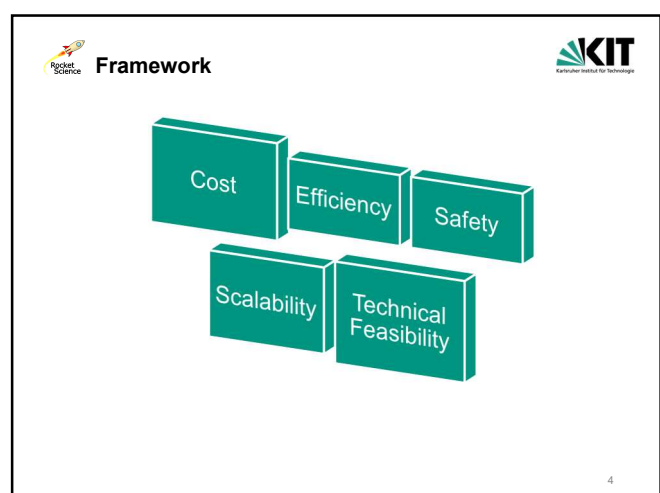 Rocket
Science
Framework
KIT
Karlsruher Institut für Technologie
Cost
Efficiency
Safety
Scalability
Technical
Feasibility
4